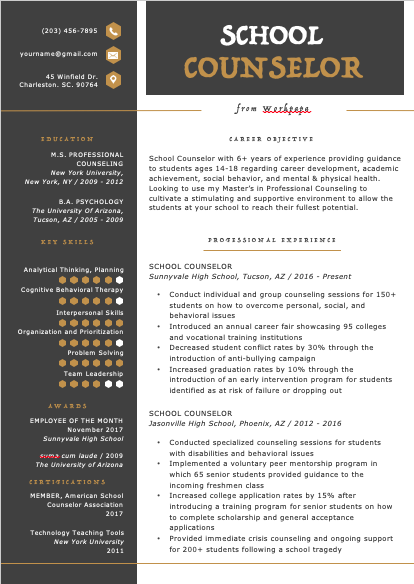 (203) 456-7895
yourname@gmail.com
45 Winfield Dr.
Charleston. SC. 90764
SCHOOL
COUNSELOR
from Workpapa
EDUCATION
M.S. PROFESSIONAL
COUNSELING
New York University,
New York, NY / 2009 - 2012
B.A. PSYCHOLOGY
The University Of Arizona,
Tucson, AZ / 2005 - 2009
KEY SKILLS
Analytical Thinking, Planning
Cognitive Behavioral Therapy
Interpersonal Skills
Organization and Prioritization
Problem Solving
Team Leadership
AWARDS
EMPLOYEE OF THE MONTH
November 2017
Sunnyvale High School
cum laude / 2009
The University of Arizona
CERTIFICATIONS
MEMBER, American School
Counselor Association
2017
Technology Teaching Tools
New York University
2011
CAREER OBJECTIVE
School Counselor with 6+ years of experience providing guidance
to students ages 14-18 regarding career development, academic
achievement, social behavior, and mental & physical health.
Looking to use my Master's in Professional Counseling to
cultivate a stimulating and supportive environment to allow the
students at your school to reach their fullest potential.
PROFESSIONAL EXPERIENCE
SCHOOL COUNSELOR
Sunnyvale High School, Tucson, AZ / 2016 - Present
• Conduct individual and group counseling sessions for 150+
students on how to overcome personal, social, and
behavioral issues
• Introduced an annual career fair showcasing 95 colleges
and vocational training institutions
• Decreased student conflict rates by 30% through the
introduction of anti-bullying campaign
• Increased graduation rates by 10% through the
introduction of an early intervention program for students
identified as at risk of failure or dropping out
SCHOOL COUNSELOR
Jasonville High School, Phoenix, AZ / 2012 - 2016
• Conducted specialized counseling sessions for students
with disabilities and behavioral issues
• Implemented a voluntary peer mentorship program in
which 65 senior students provided guidance to the
incoming freshmen class
• Increased college application rates by 15% after
introducing a training program for senior students on how
to complete scholarship and general acceptance
applications
• Provided immediate crisis counseling and ongoing support
for 200+ students following a school tragedy